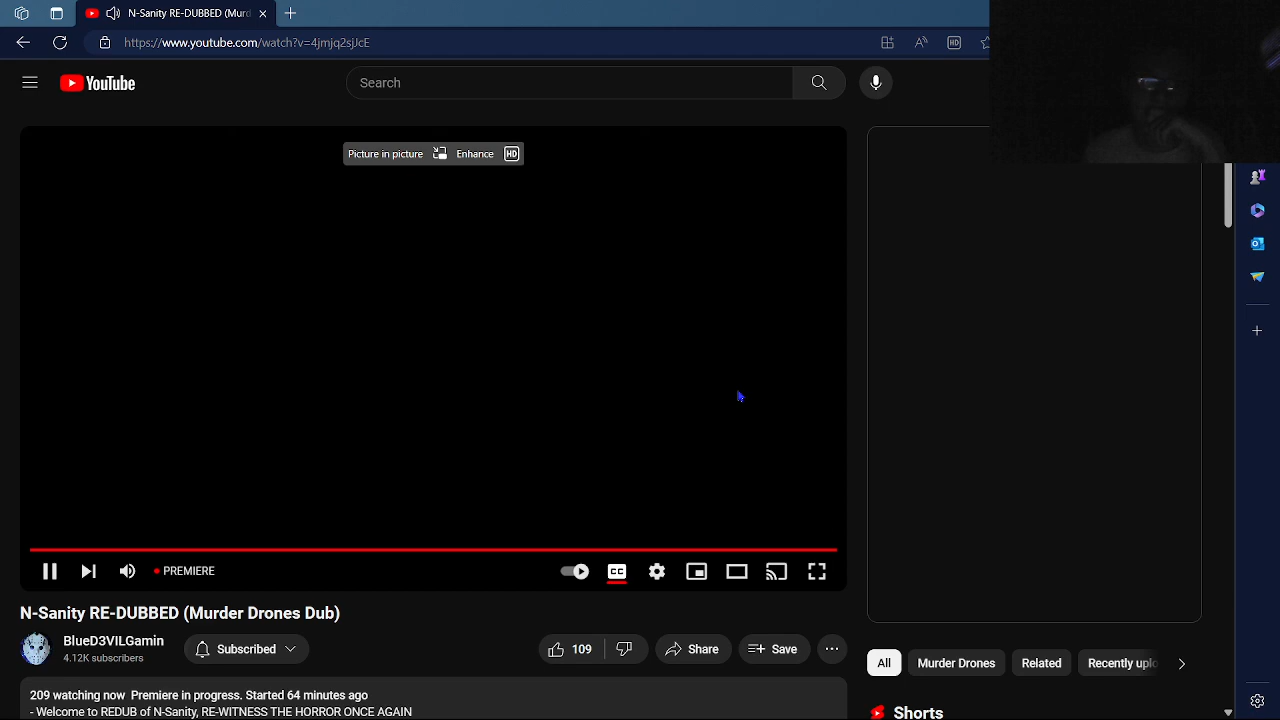 N-Sanity RE-DUBBED (Murd
https://www.youtube.com/watch?v=4jmjq2sjJcE
YouTube
Search
Picture in picture Enhance HD
PREMIERE
CC
N-Sanity RE-DUBBED (Murder Drones Dub)
BlueD3VILGamin
4.12K subscribers
Subscribed
109
Share
Save
209 watching now Premiere in progress. Started 64 minutes ago
- Welcome to REDUB of N-Sanity, RE-WITNESS THE HORROR ONCE AGAIN
All Murder Drones Related Recently uplo
Shorts